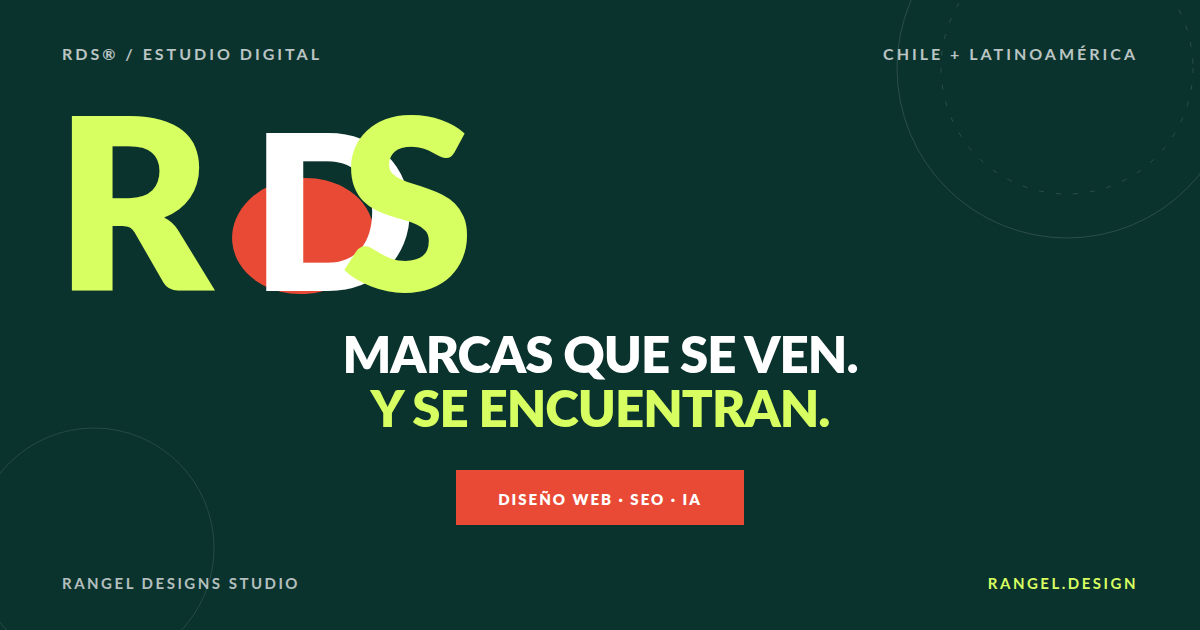 RDS® / ESTUDIO DIGITAL
CHILE + LATINOAMÉRICA
RDS
MARCAS QUE SE VEN.
Y SE ENCUENTRAN.
DISEÑO WEB · SEO · IA
RANGEL DESIGNS STUDIO
RANGEL.DESIGN